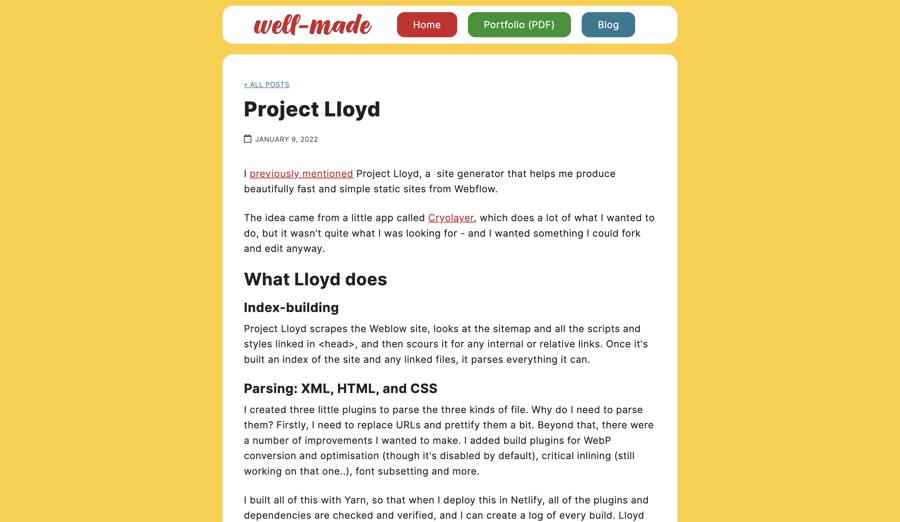 well-made
Home
Portfolio (PDF)
Blog
« ALL POSTS
Project Lloyd
JANUARY 9, 2022
I previously mentioned Project Lloyd, a  site generator that helps me produce
beautifully fast and simple static sites from Webflow.
The idea came from a little app called Cryolayer, which does a lot of what I wanted to
do, but it wasn't quite what I was looking for - and I wanted something I could fork
and edit anyway.
What Lloyd does
Index-building
Project Lloyd scrapes the Weblow site, looks at the sitemap and all the scripts and
styles linked in <head>, and then scours it for any internal or relative links. Once it's
built an index of the site and any linked files, it parses everything it can.
Parsing: XML, HTML, and CSS
I created three little plugins to parse the three kinds of file. Why do I need to parse
them? Firstly, I need to replace URLs and prettify them a bit. Beyond that, there were
a number of improvements I wanted to make. I added build plugins for WebP
conversion and optimisation (though it's disabled by default), critical inlining (still
working on that one..), font subsetting and more.
I built all of this with Yarn, so that when I deploy this in Netlify, all of the plugins and
dependencies are checked and verified, and I can create a log of every build. Lloyd